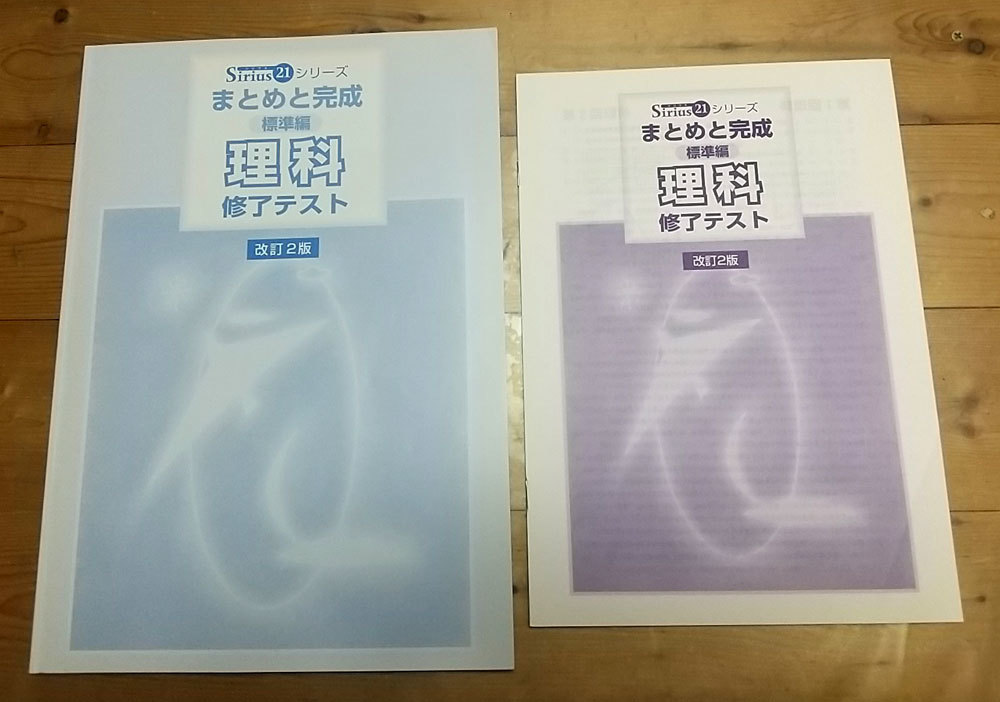 Sirius21シリーズ
まとめと完成
標準編
理科
修了テスト
改訂2版
Sirius21シリーズ
まとめと完成
標準編
理科
修了テスト
改訂2版